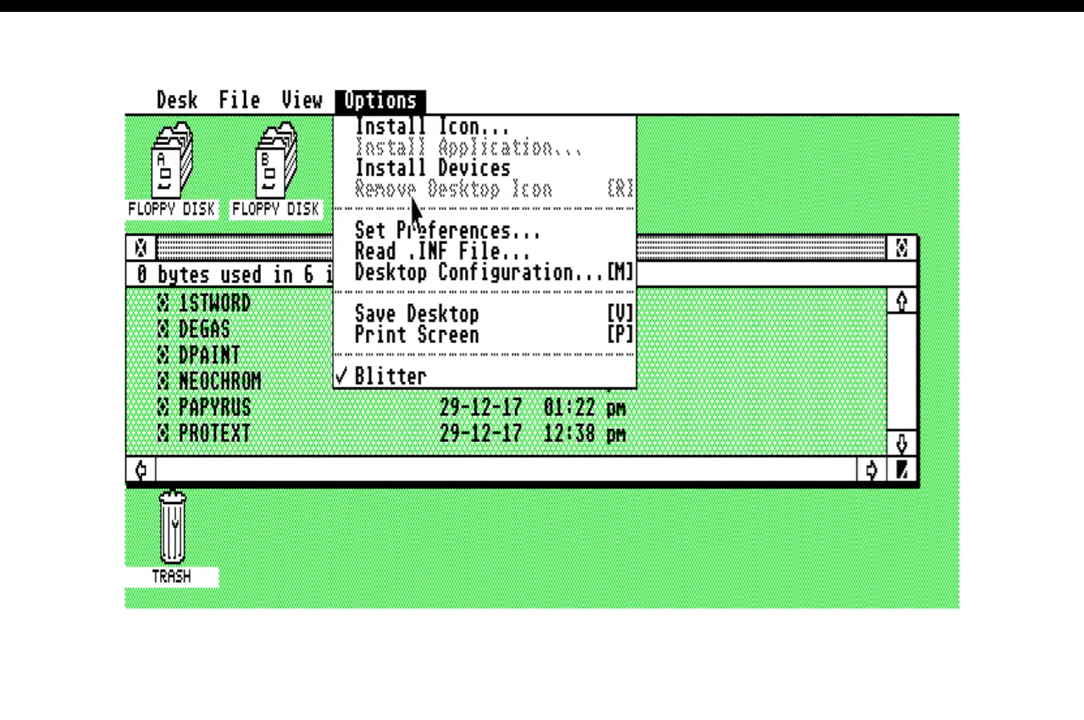 Desk File View Options
Install Icon...
Install Application...
Install Devices
Remove Desktop Icon [R]
Set Preferences...
Read .INF File...
Desktop Configuration...[M]
Save Desktop [V]
Print Screen [P]
✓ Blitter
A
B
FLOPPY DISK
FLOPPY DISK
0 bytes used in 6 i
1STWORD
DEGAS
DPAINT
NEOCHROM
PAPYRUS 29-12-17 01:22 pm
PROTEXT 29-12-17 12:38 pm
TRASH